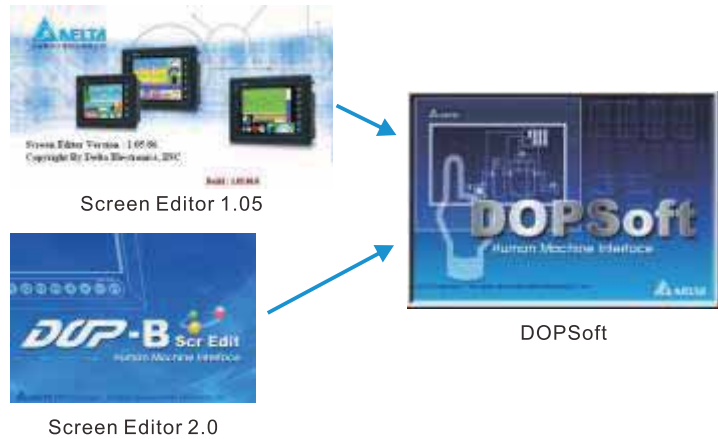 DELTA
Screen Editor Version : 1.05.86
Copyright By Delta Electronics, INC
Screen Editor 1.05
DOP-B Scr Edit
Human Machine Interface
Screen Editor 2.0
DOPSoft
Human Machine Interface
DELTA
DOPSoft